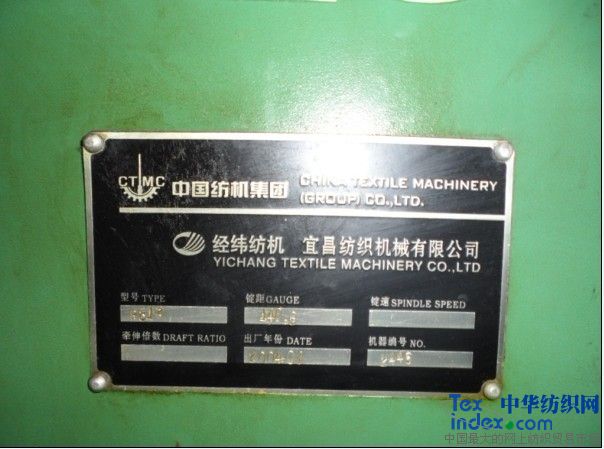 CTMC 中国纺机集团 CHINA TEXTILE MACHINERY
(GROUP) CO.,LTD.
经纬纺机 宜昌纺织机械有限公司
YICHANG TEXTILE MACHINERY CO.,LTD
型号 TYPE 锭距 GAUGE 锭速 SPINDLE SPEED
牵伸倍数 DRAFT RATIO 出厂年份 DATE 机器编号 NO.
Tex 中华纺织网
index.com
中国最大的网上纺织贸易市